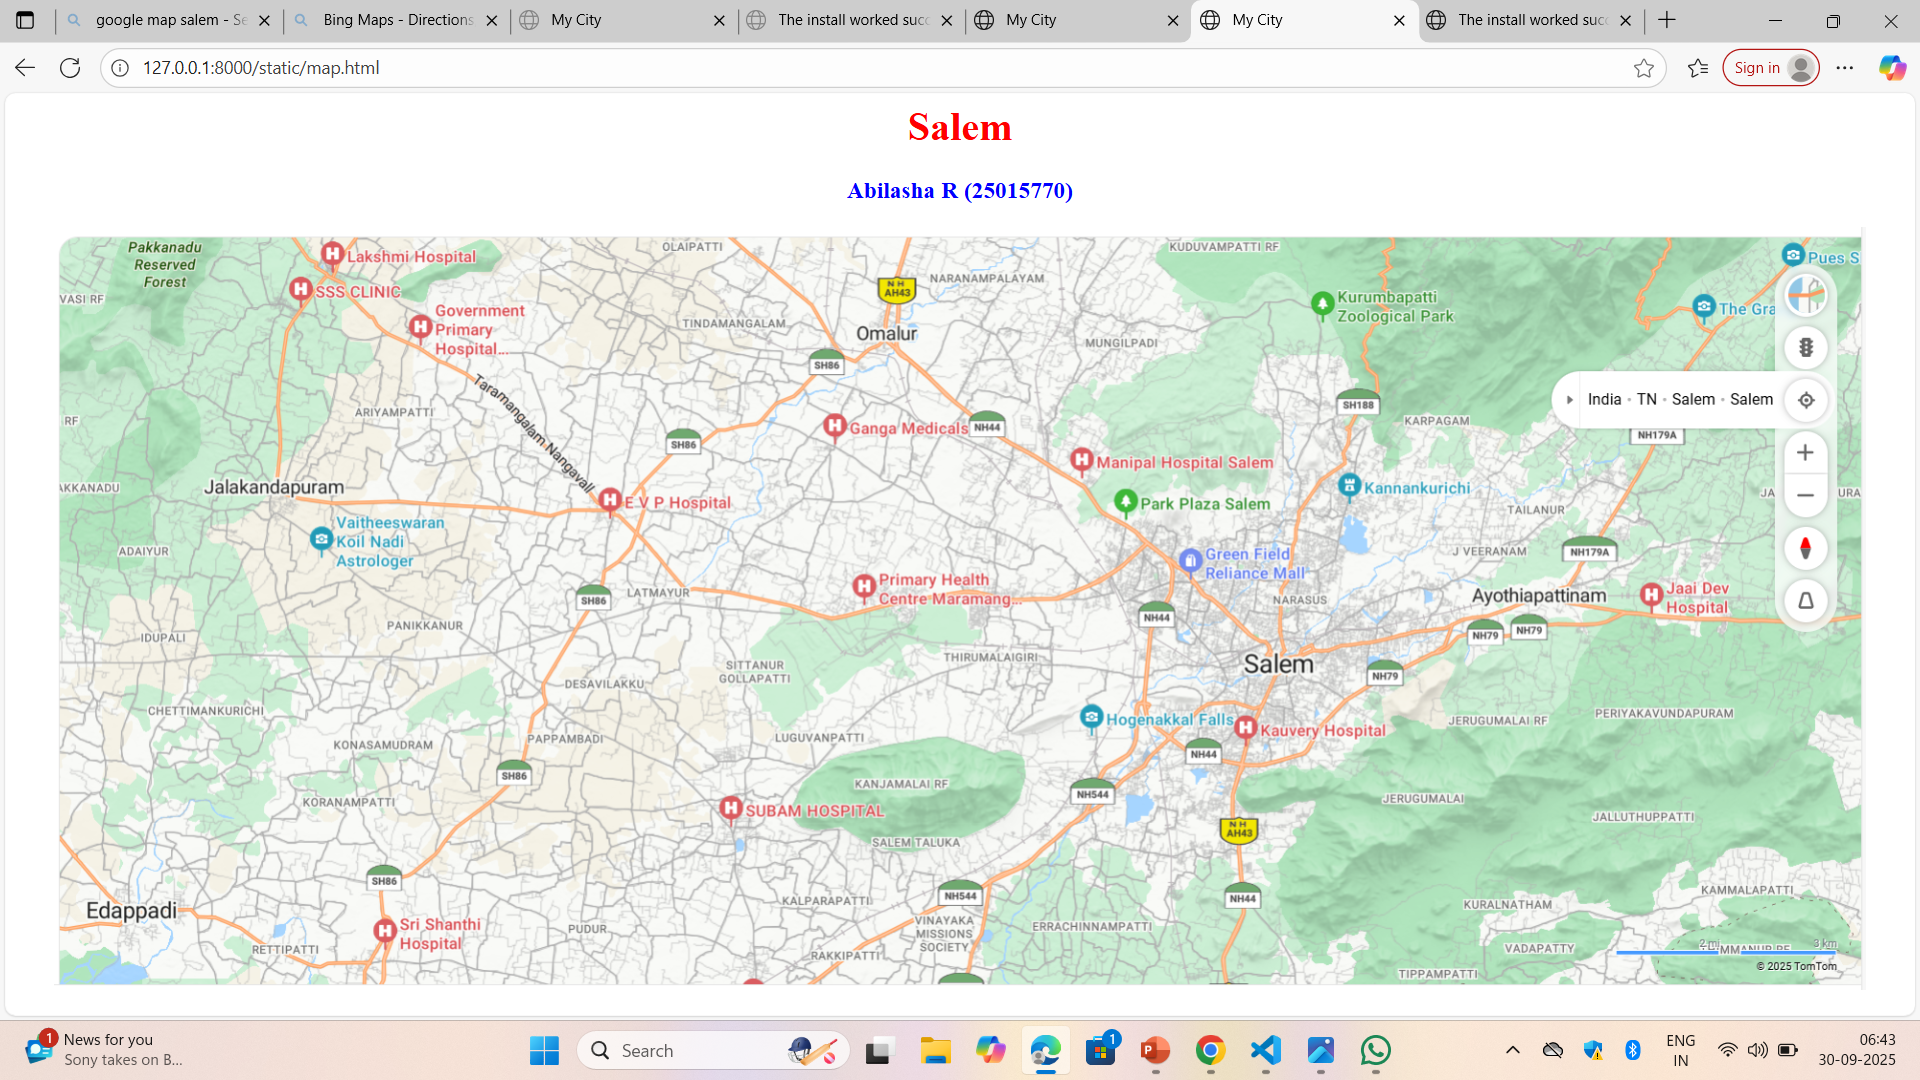 google map salem - Se
Bing Maps - Directions
My City
The install worked succ
My City
My City
The install worked suc
127.0.0.1:8000/static/map.html
Sign in
Salem
Abilasha R (25015770)
Pakkanadu
Reserved
Forest
Lakshmi Hospital
OLAIPATTI
NARANAMPALAYAM
KUDUVAMPATTI RF
Pues S
VASI RF
SSS CLINIC
NH
AH43
Kurumbapatti
Zoological Park
The Gra
Government
Primary
Hospital...
TINDAMANGALAM
Omalur
MUNGILPADI
SH86
Taramangalam Nangavalli
ARIYAMPATTI
RF
SH188
India • TN • Salem • Salem
KARPAGAM
NH179A
Ganga Medicals
NH44
SH86
Manipal Hospital Salem
AKKANADU
Jalakandapuram
E V P Hospital
Park Plaza Salem
Kannankurichi
TAILANUR
JA
URA
Vaitheeswaran
Koil Nadi
Astrologer
ADAIYUR
Green Field
Reliance Mall
J VEERANAM
NH179A
Primary Health
Centre Maramang...
LATMAYUR
SH86
NARASUS
Ayothiapattinam
Jaai Dev
Hospital
NH44
NH79
NH79
IDUPALI
PANIKKANUR
SITTANUR
GOLLAPATTI
THIRUMALAIGIRI
Salem
NH79
DESAVILAKKU
CHETTIMANKURICHI
Hogenakkal Falls
Kauvery Hospital
JERUGUMALAI RF
PERIYAKAVUNDAPURAM
KONASAMUDRAM
PAPPAMBADI
LUGUVANPATTI
NH44
SH86
KANJAMALAI RF
NH544
KORANAMPATTI
SUBAM HOSPITAL
JERUGUMALAI
JALLUTHUPPATTI
NH
AH43
SALEM TALUKA
SH86
NH544
NH44
KALPARAPATTI
KAMMALAPATTI
KURALNATHAM
Edappadi
Sri Shanthi
Hospital
PUDUR
VINAYAKA
MISSIONS
SOCIETY
ERRACHINNAMPATTI
RETTIPATTI
RAKKIPATTI
VADAPATTY
2 mi
3 km
TIPPAMPATTI
© 2025 TomTom
1
News for you
Sony takes on B...
Search
1
ENG
IN
06:43
30-09-2025